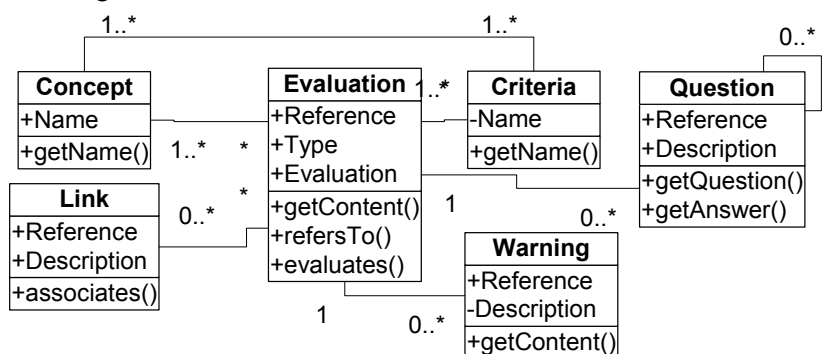 1..*
1..*
0..*
Concept
+Name
+getName()
Evaluation
+Reference
+Type
+Evaluation
+getContent()
+refersTo()
+evaluates()
1..*
*
Criteria
-Name
+getName()
Question
+Reference
+Description
+getQuestion()
+getAnswer()
1..*
*
Link
+Reference
+Description
+associates()
0..*
*
1
0..*
Warning
+Reference
-Description
+getContent()
1
0..*